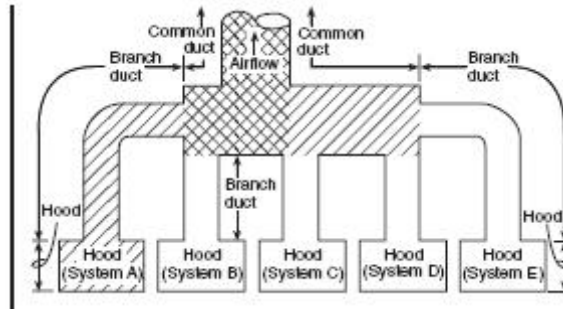 Common
duct
Common
duct
Branch
duct
Airflow
Branch
duct
Branch
duct
Hood
Hood
Hood
(System A)
Hood
(System B)
Hood
(System C)
Hood
(System D)
Hood
(System E)